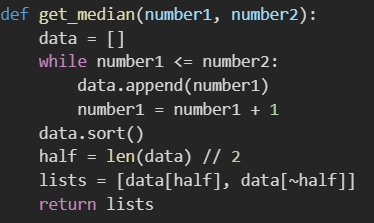 def get_median(number1, number2):
    data = []
    while number1 <= number2:
        data.append(number1)
        number1 = number1 + 1
    data.sort()
    half = len(data) // 2
    lists = [data[half], data[~half]]
    return lists